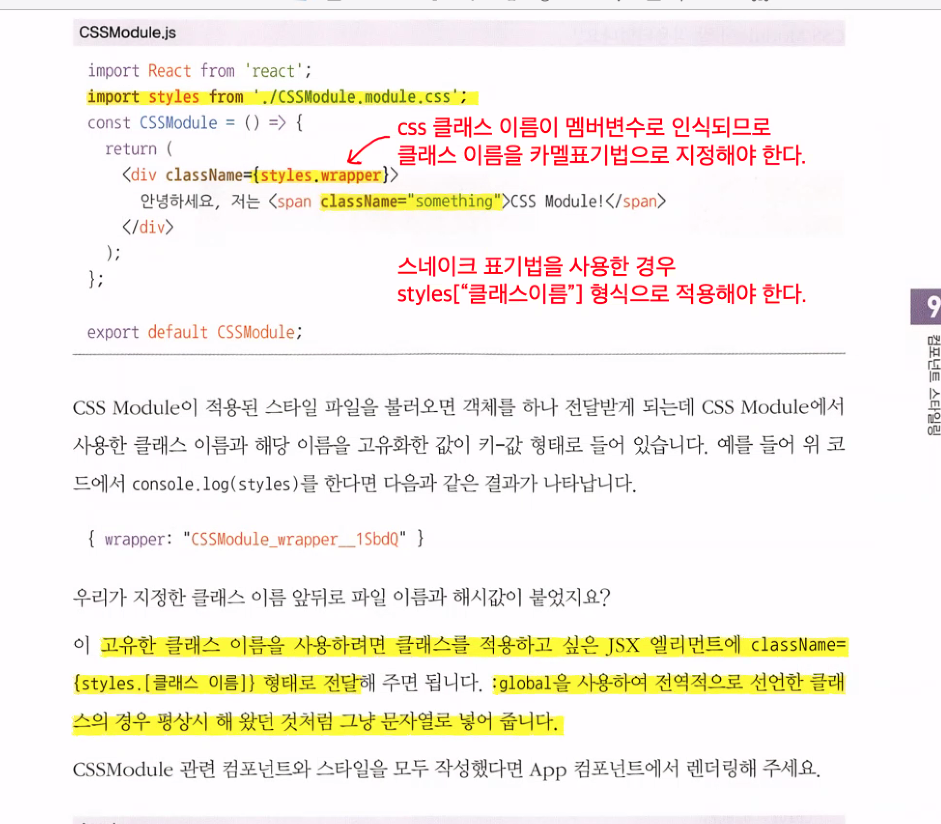 CSSModule.js
import React from 'react';
import styles from './CSSModule.module.css';
const CSSModule = () => {
css 클래스 이름이 멤버변수로 인식되므로
return (
클래스 이름을 카멜표기법으로 지정해야 한다.
<div className={styles.wrapper}>
안녕하세요, 저는 <span className="something">CSS Module!</span>
</div>
);
스네이크 표기법을 사용한 경우
};
styles[“클래스이름”] 형식으로 적용해야 한다.
export default CSSModule;
9
컴포넌트 스타일링
CSS Module이 적용된 스타일 파일을 불러오면 객체를 하나 전달받게 되는데 CSS Module에서
사용한 클래스 이름과 해당 이름을 고유화한 값이 키-값 형태로 들어 있습니다. 예를 들어 위 코
드에서 console.log(styles)를 한다면 다음과 같은 결과가 나타납니다.
{ wrapper: "CSSModule_wrapper__1SbdQ" }
우리가 지정한 클래스 이름 앞뒤로 파일 이름과 해시값이 붙었지요?
이 고유한 클래스 이름을 사용하려면 클래스를 적용하고 싶은 JSX 엘리먼트에 className=
{styles.[클래스 이름]} 형태로 전달해 주면 됩니다. :global을 사용하여 전역적으로 선언한 클래
스의 경우 평상시 해 왔던 것처럼 그냥 문자열로 넣어 줍니다.
CSSModule 관련 컴포넌트와 스타일을 모두 작성했다면 App 컴포넌트에서 렌더링해 주세요.